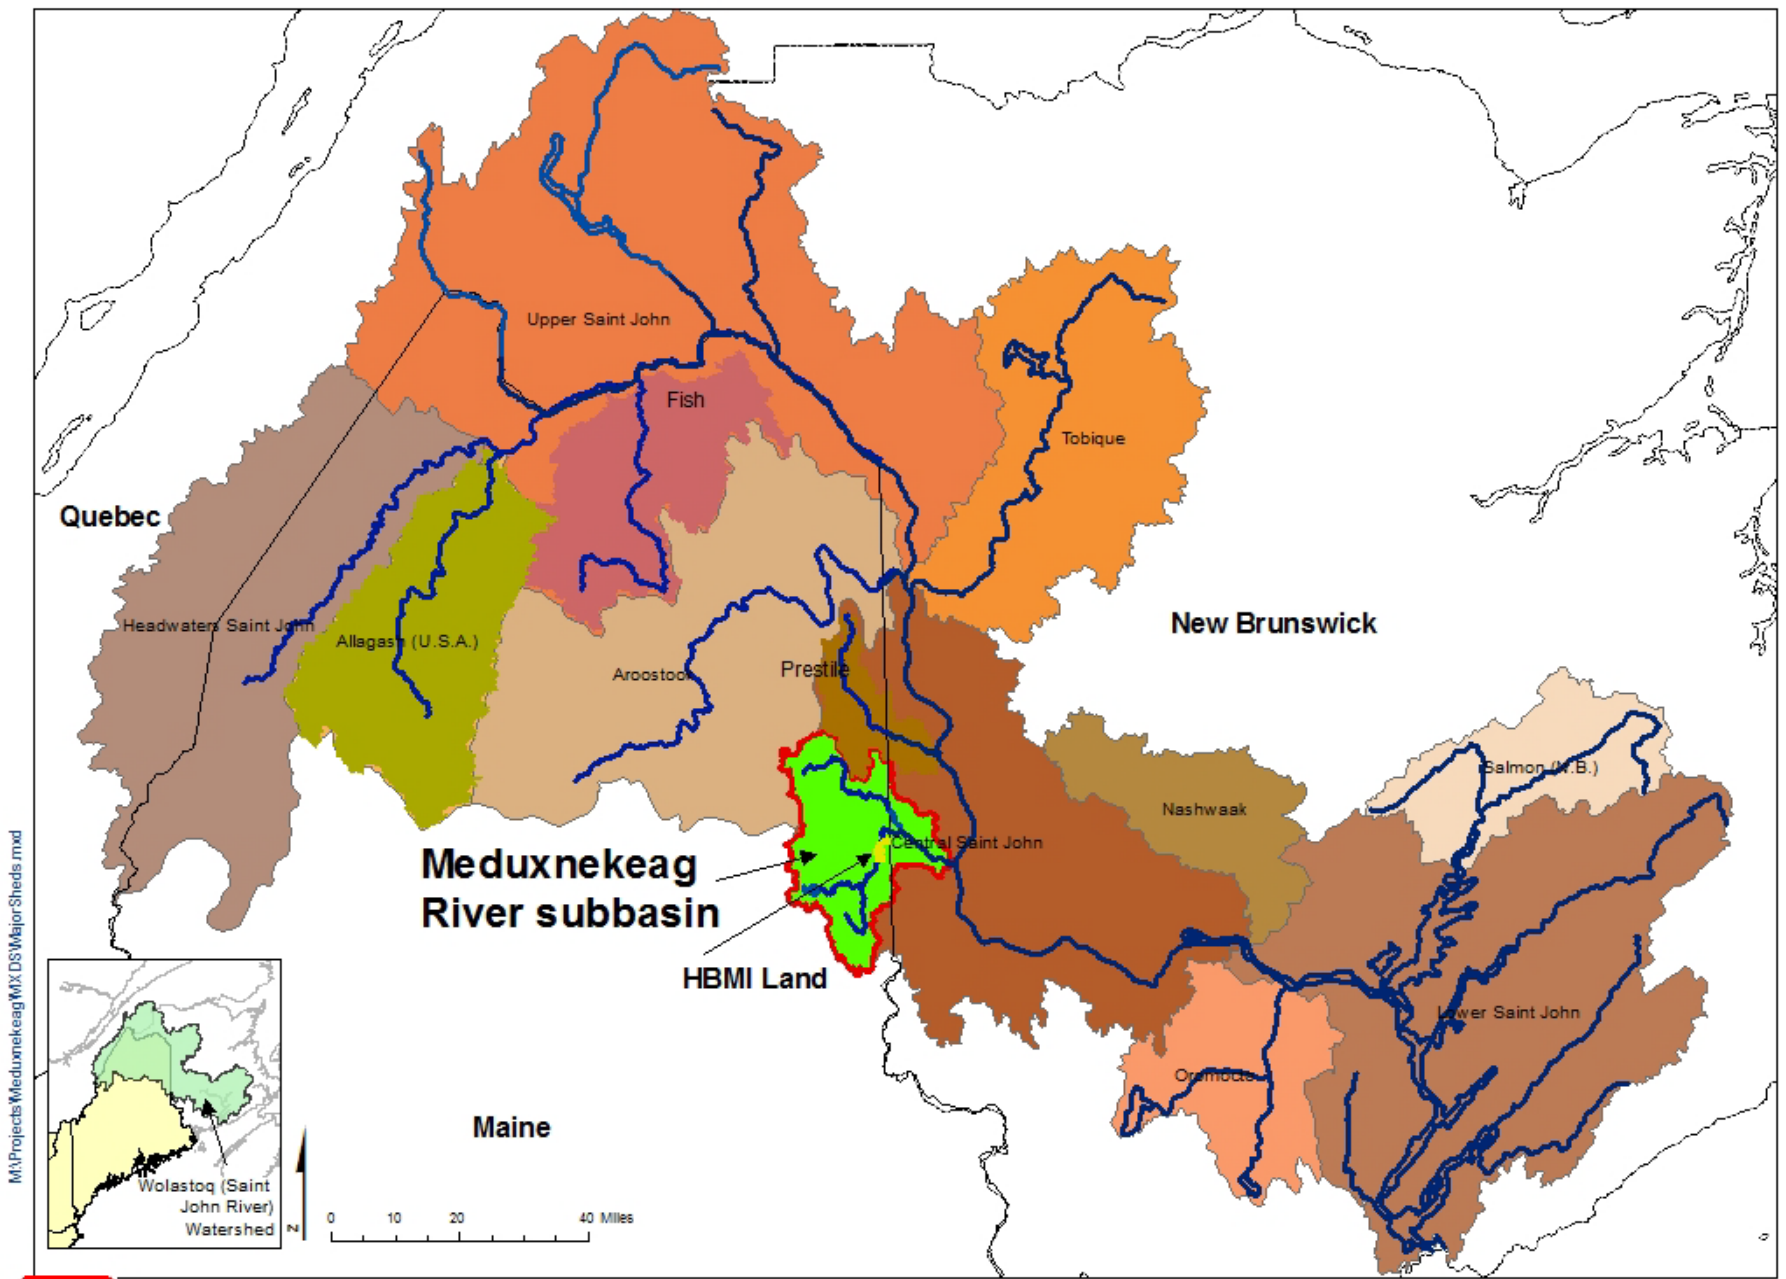 Upper Saint John
Fish
Tobique
Quebec
Headwaters Saint John
Allagash (U.S.A.)
Aroostook
Prestile
New Brunswick
Salmon (N.B.)
Nashwaak
Central Saint John
Meduxnekeag
River subbasin
HBMI Land
Lower Saint John
Oromocto
Maine
Wolastoq (Saint
John River)
Watershed
N
0 10 20 40 Miles
M:\Projects\Meduxnekeag\MXDS\MajorSheds.mxd